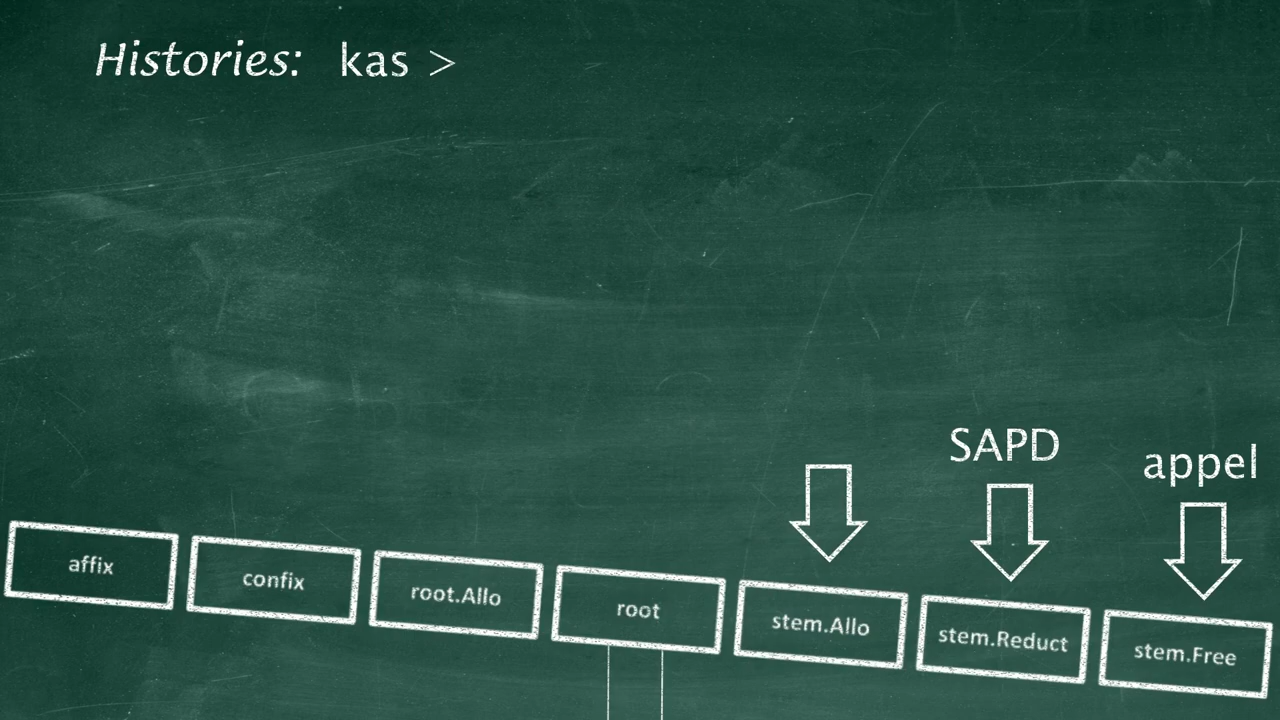 Histories: kas >
SAPD
appel
affix
confix
root.Allo
root
stem.Allo
stem.Reduct
stem.Free